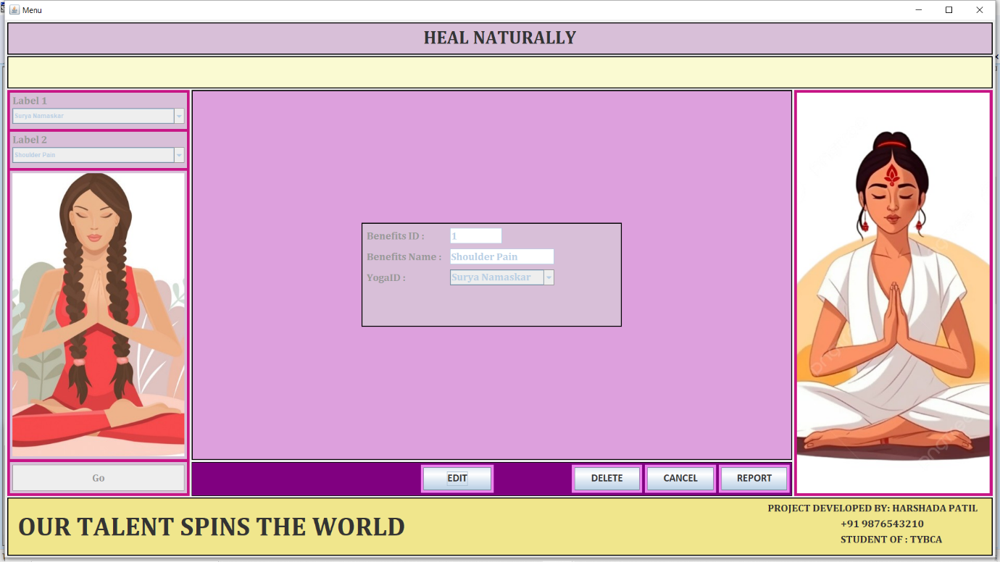 Menu
HEAL NATURALLY
Label 1
Surya Namaskar
Label 2
Shoulder Pain
Go
Benefits ID :
1
Benefits Name :
Shoulder Pain
YogaID :
Surya Namaskar
EDIT
DELETE
CANCEL
REPORT
OUR TALENT SPINS THE WORLD
PROJECT DEVELOPED BY: HARSHADA PATIL
+91 9876543210
STUDENT OF : TYBCA